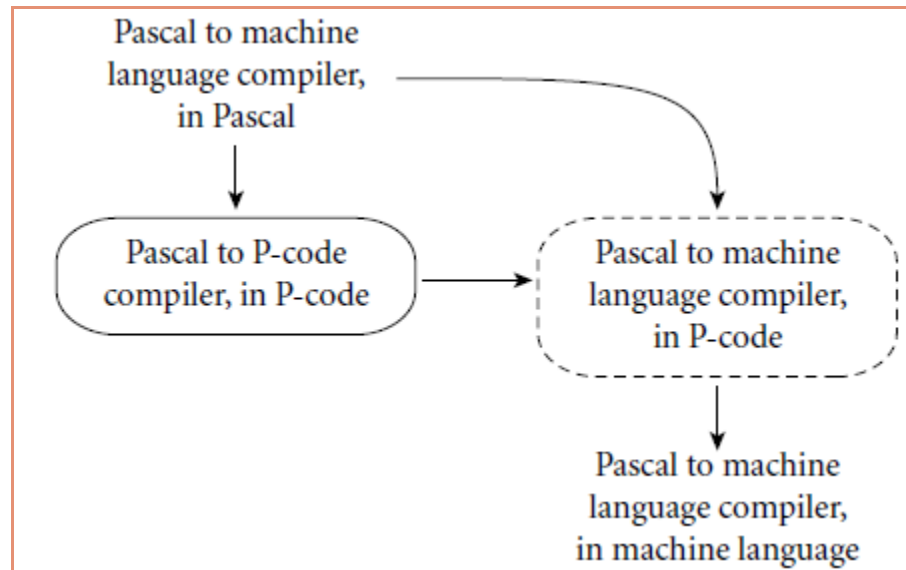 Pascal to machine
language compiler,
in Pascal
Pascal to P-code
compiler, in P-code
Pascal to machine
language compiler,
in P-code
Pascal to machine
language compiler,
in machine language